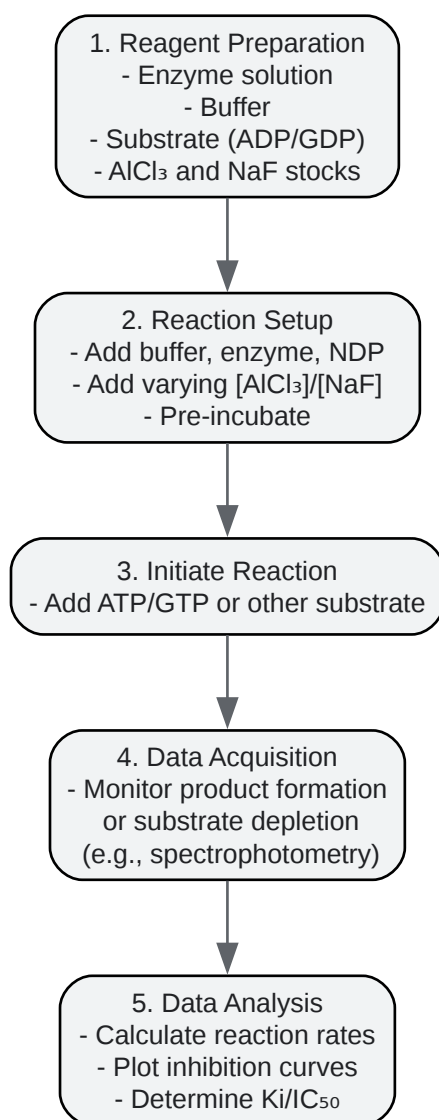 1. Reagent Preparation
- Enzyme solution
- Buffer
- Substrate (ADP/GDP)
- AlCl₃ and NaF stocks
2. Reaction Setup
- Add buffer, enzyme, NDP
- Add varying [AlCl₃]/[NaF]
- Pre-incubate
3. Initiate Reaction
- Add ATP/GTP or other substrate
4. Data Acquisition
- Monitor product formation
or substrate depletion
(e.g., spectrophotometry)
5. Data Analysis
- Calculate reaction rates
- Plot inhibition curves
- Determine Ki/IC₅₀